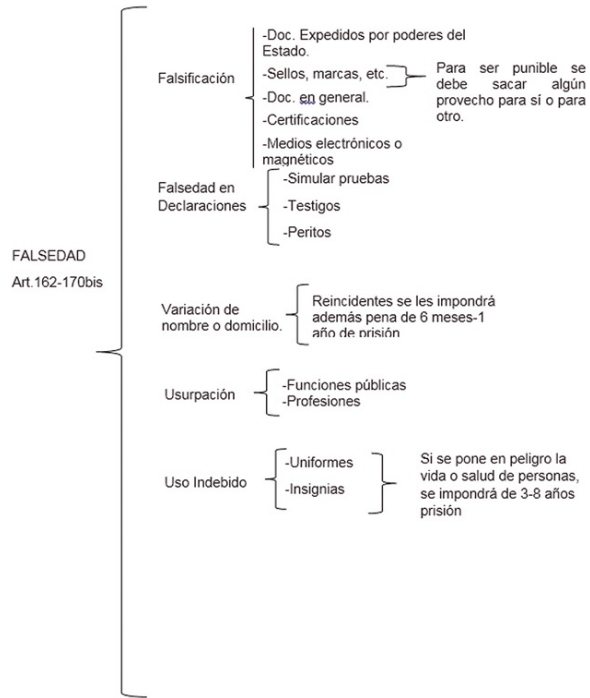 FALSEDAD
Art.162-170bis
Falsificación
-Doc. Expedidos por poderes del
Estado.
-Sellos, marcas, etc.
-Doc. en general.
-Certificaciones
-Medios electrónicos o
magnéticos
Para ser punible se
debe sacar algún
provecho para sí o para
otro.
Falsedad en
Declaraciones
-Simular pruebas
-Testigos
-Peritos
Variación de
nombre o domicilio.
Reincidentes se les impondrá
además pena de 6 meses-1
año de prisión
Usurpación
-Funciones públicas
-Profesiones
Uso Indebido
-Uniformes
-Insignias
Si se pone en peligro la
vida o salud de personas,
se impondrá de 3-8 años
prisión